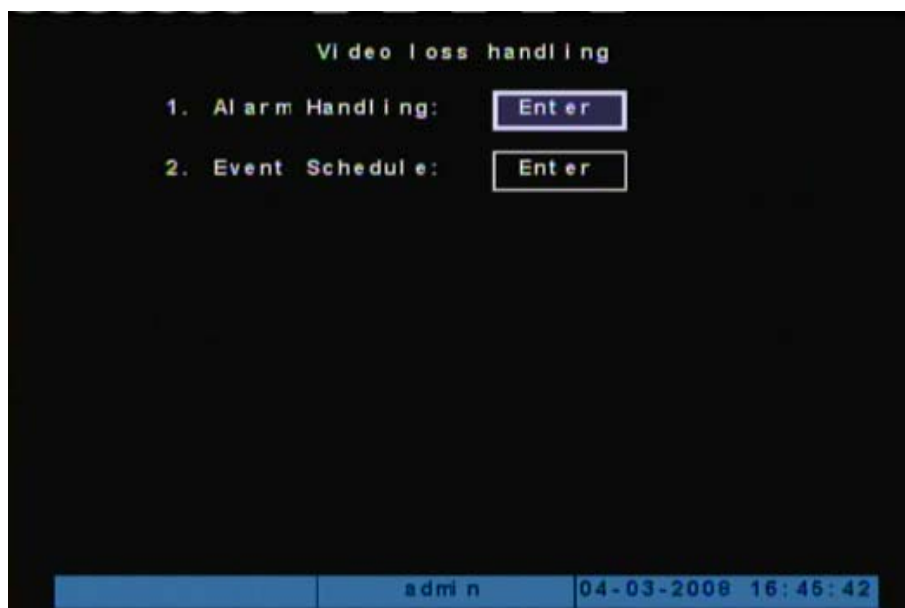 Video loss handling
1. Alarm Handling: Enter
2. Event Schedule: Enter
admin 04-03-2008 16:45:42